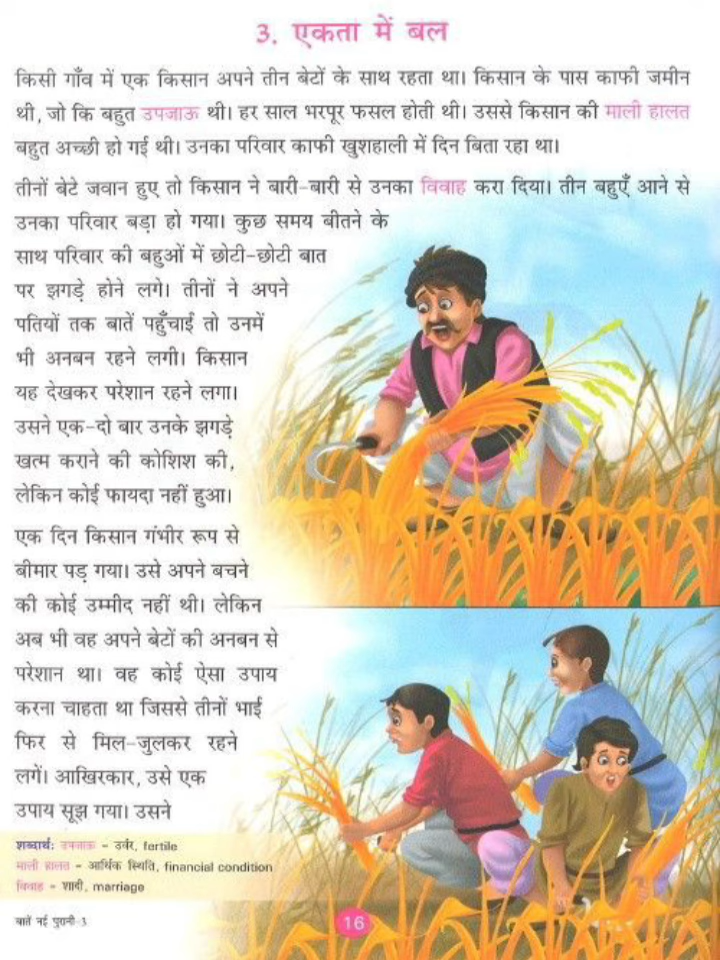 3. एकता में बल
किसी गाँव में एक किसान अपने तीन बेटों के साथ रहता था। किसान के पास काफी जमीन
थी, जो कि बहुत उपजाऊ थी। हर साल भरपूर फसल होती थी। उससे किसान की माली हालत
बहुत अच्छी हो गई थी। उनका परिवार काफी खुशहाली में दिन बिता रहा था।
तीनों बेटे जवान हुए तो किसान ने बारी-बारी से उनका विवाह करा दिया। तीन बहुएँ आने से
उनका परिवार बड़ा हो गया। कुछ समय बीतने के
साथ परिवार की बहुओं में छोटी-छोटी बात
पर झगड़े होने लगे। तीनों ने अपने
पतियों तक बातें पहुँचाई तो उनमें
भी अनबन रहने लगी। किसान
यह देखकर परेशान रहने लगा।
उसने एक-दो बार उनके झगड़े
खत्म कराने की कोशिश की,
लेकिन कोई फायदा नहीं हुआ।
एक दिन किसान गंभीर रूप से
बीमार पड़ गया। उसे अपने बचने
की कोई उम्मीद नहीं थी। लेकिन
अब भी वह अपने बेटों की अनबन से
परेशान था। वह कोई ऐसा उपाय
करना चाहता था जिससे तीनों भाई
फिर से मिल-जुलकर रहने
लगें। आखिरकार, उसे एक
उपाय सूझ गया। उसने
शब्दार्थ: उपजाऊ - उर्वर, fertile
माली हालत - आर्थिक स्थिति, financial condition
विवाह - शादी, marriage
बातें नई पुरानी-3
16